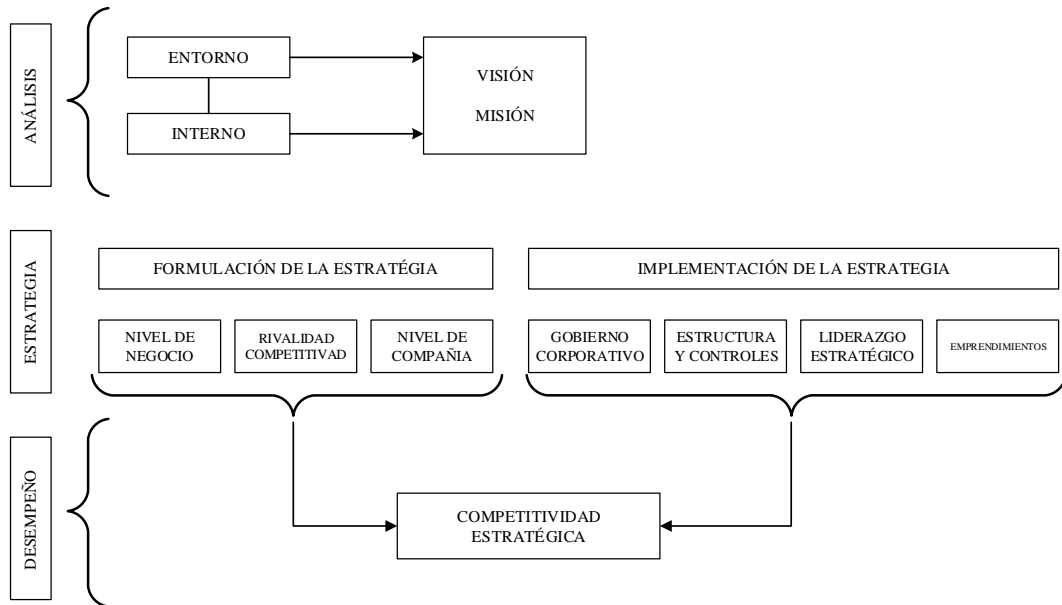 ANÁLISIS
ENTORNO
INTERNO
VISIÓN
MISIÓN
ESTRATEGIA
FORMULACIÓN DE LA ESTRATÉGIA
IMPLEMENTACIÓN DE LA ESTRATEGIA
NIVEL DE
NEGOCIO
RIVALIDAD
COMPETITIVAD
NIVEL DE
COMPAÑIA
GOBIERNO
CORPORATIVO
ESTRUCTURA
Y CONTROLES
LIDERAZGO
ESTRATÉGICO
EMPRENDIMIENTOS
DESEMPEÑO
COMPETITIVIDAD
ESTRATÉGICA